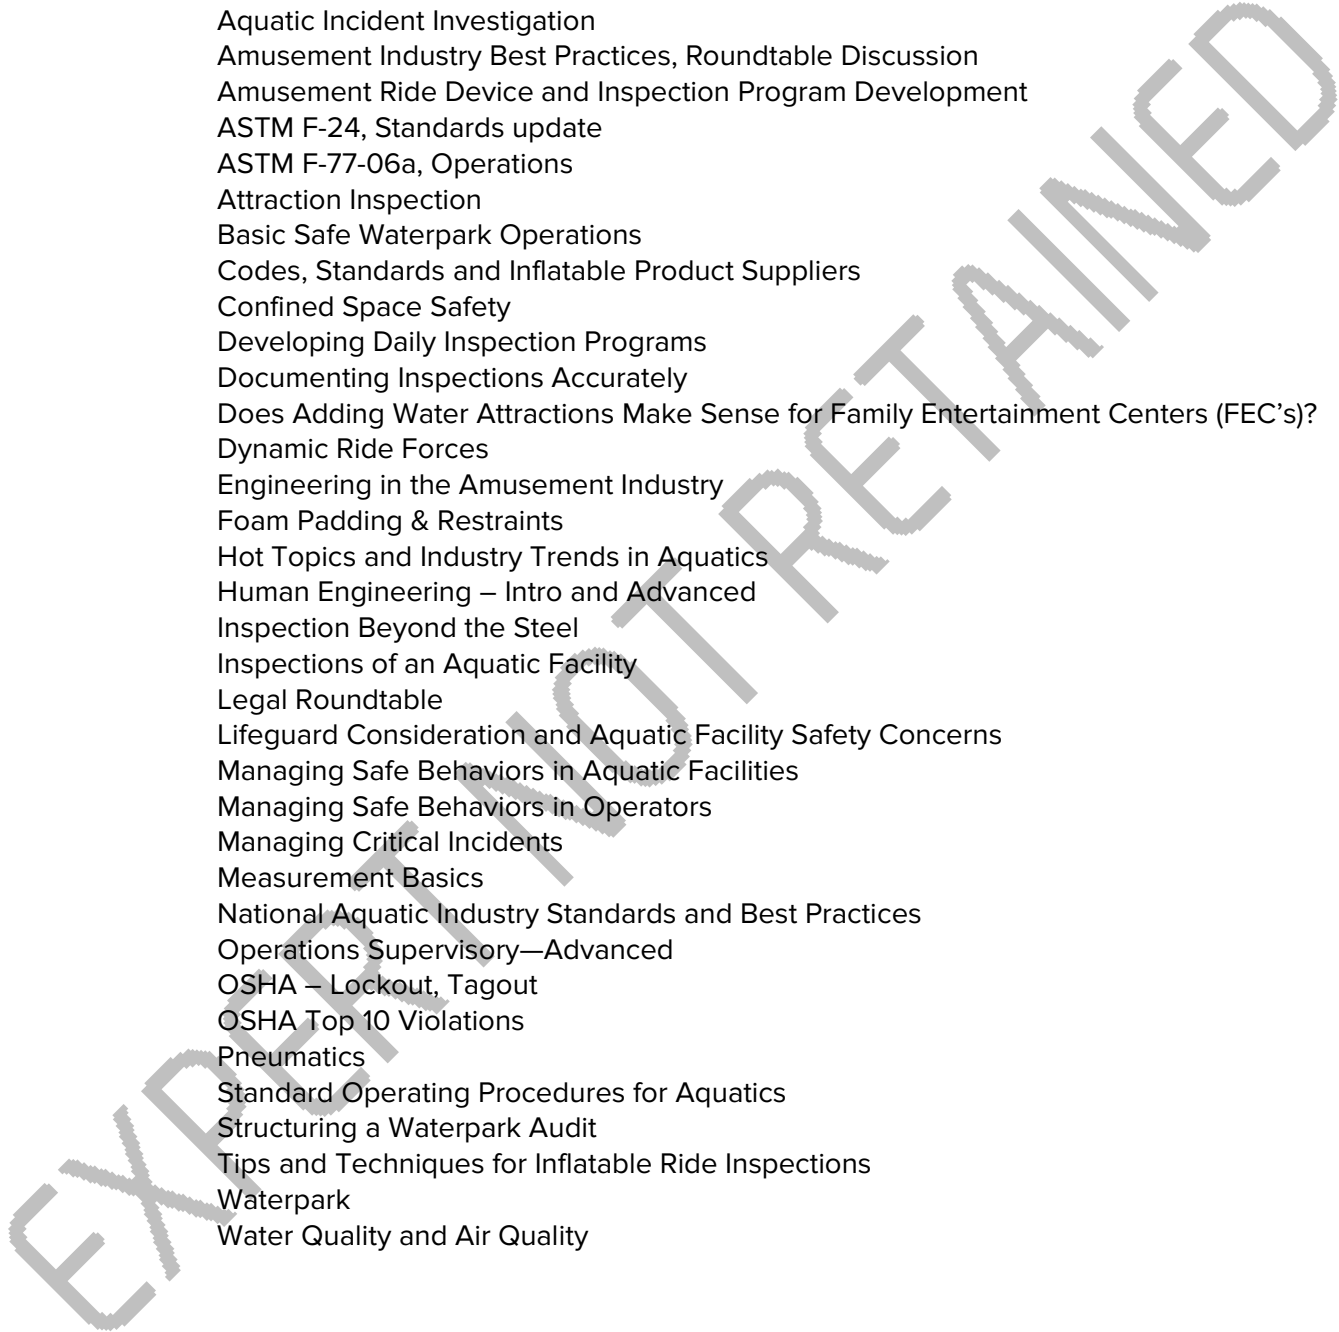 Aquatic Incident Investigation
Amusement Industry Best Practices, Roundtable Discussion
Amusement Ride Device and Inspection Program Development
ASTM F-24, Standards update
ASTM F-77-06a, Operations
Attraction Inspection
Basic Safe Waterpark Operations
Codes, Standards and Inflatable Product Suppliers
Confined Space Safety
Developing Daily Inspection Programs
Documenting Inspections Accurately
Does Adding Water Attractions Make Sense for Family Entertainment Centers (FEC’s)?
Dynamic Ride Forces
Engineering in the Amusement Industry
Foam Padding & Restraints
Hot Topics and Industry Trends in Aquatics
Human Engineering – Intro and Advanced
Inspection Beyond the Steel
Inspections of an Aquatic Facility
Legal Roundtable
Lifeguard Consideration and Aquatic Facility Safety Concerns
Managing Safe Behaviors in Aquatic Facilities
Managing Safe Behaviors in Operators
Managing Critical Incidents
Measurement Basics
National Aquatic Industry Standards and Best Practices
Operations Supervisory—Advanced
OSHA – Lockout, Tagout
OSHA Top 10 Violations
Pneumatics
Standard Operating Procedures for Aquatics
Structuring a Waterpark Audit
Tips and Techniques for Inflatable Ride Inspections
Waterpark
Water Quality and Air Quality
EXPERT NOT RETAINED